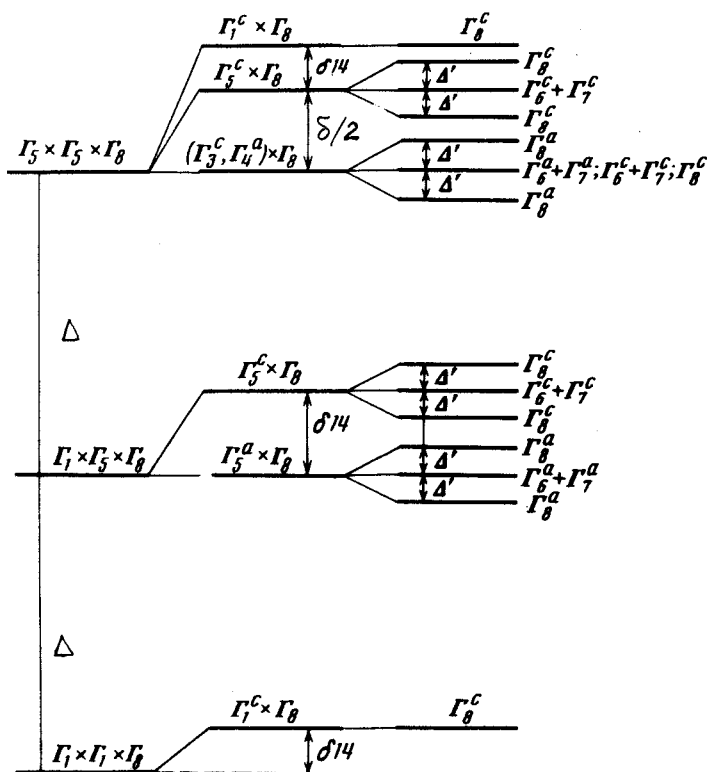 Γ₁ᶜ × Γ₈ Γ₈ᶜ
δ/4 Γ₈ᶜ
Γ₅ᶜ × Γ₈ Δ′ Γ₆ᶜ + Γ₇ᶜ
Δ′ Γ₈ᶜ
δ/2
Γ₅ × Γ₅ × Γ₈ (Γ₃ᶜ, Γ₄ᵃ) × Γ₈ Δ′ Γ₈ᵃ
Γ₆ᵃ + Γ₇ᵃ; Γ₆ᶜ + Γ₇ᶜ; Γ₈ᶜ
Δ′ Γ₈ᵃ
Δ
Γ₅ᶜ × Γ₈ Δ′ Γ₈ᶜ
Γ₆ᶜ + Γ₇ᶜ
Δ′ Γ₈ᶜ
δ/4
Γ₁ × Γ₅ × Γ₈ Γ₅ᵃ × Γ₈ Δ′ Γ₈ᵃ
Γ₆ᵃ + Γ₇ᵃ
Δ′ Γ₈ᵃ
Δ
Γ₁ᶜ × Γ₈ Γ₈ᶜ
Γ₁ × Γ₁ × Γ₈ δ/4